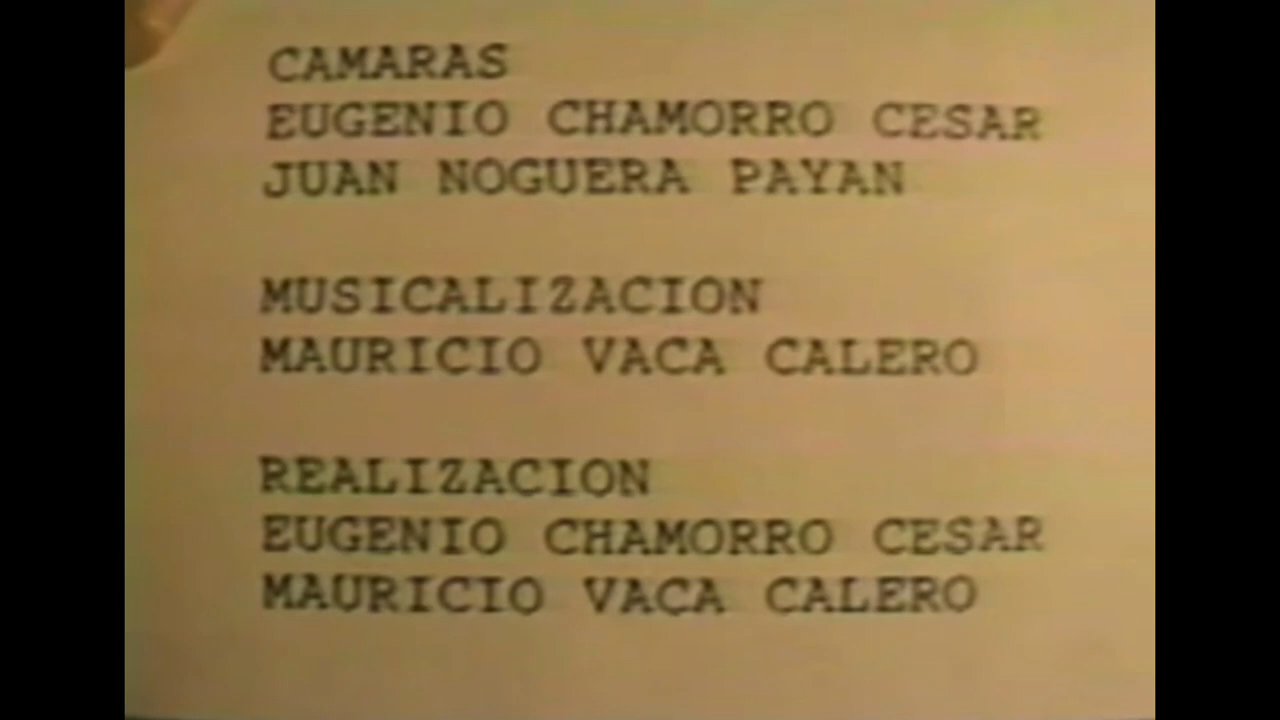 CAMARAS
EUGENIO CHAMORRO CESAR
JUAN NOGUERA PAYAN
MUSICALIZACION
MAURICIO VACA CALERO
REALIZACION
EUGENIO CHAMORRO CESAR
MAURICIO VACA CALERO